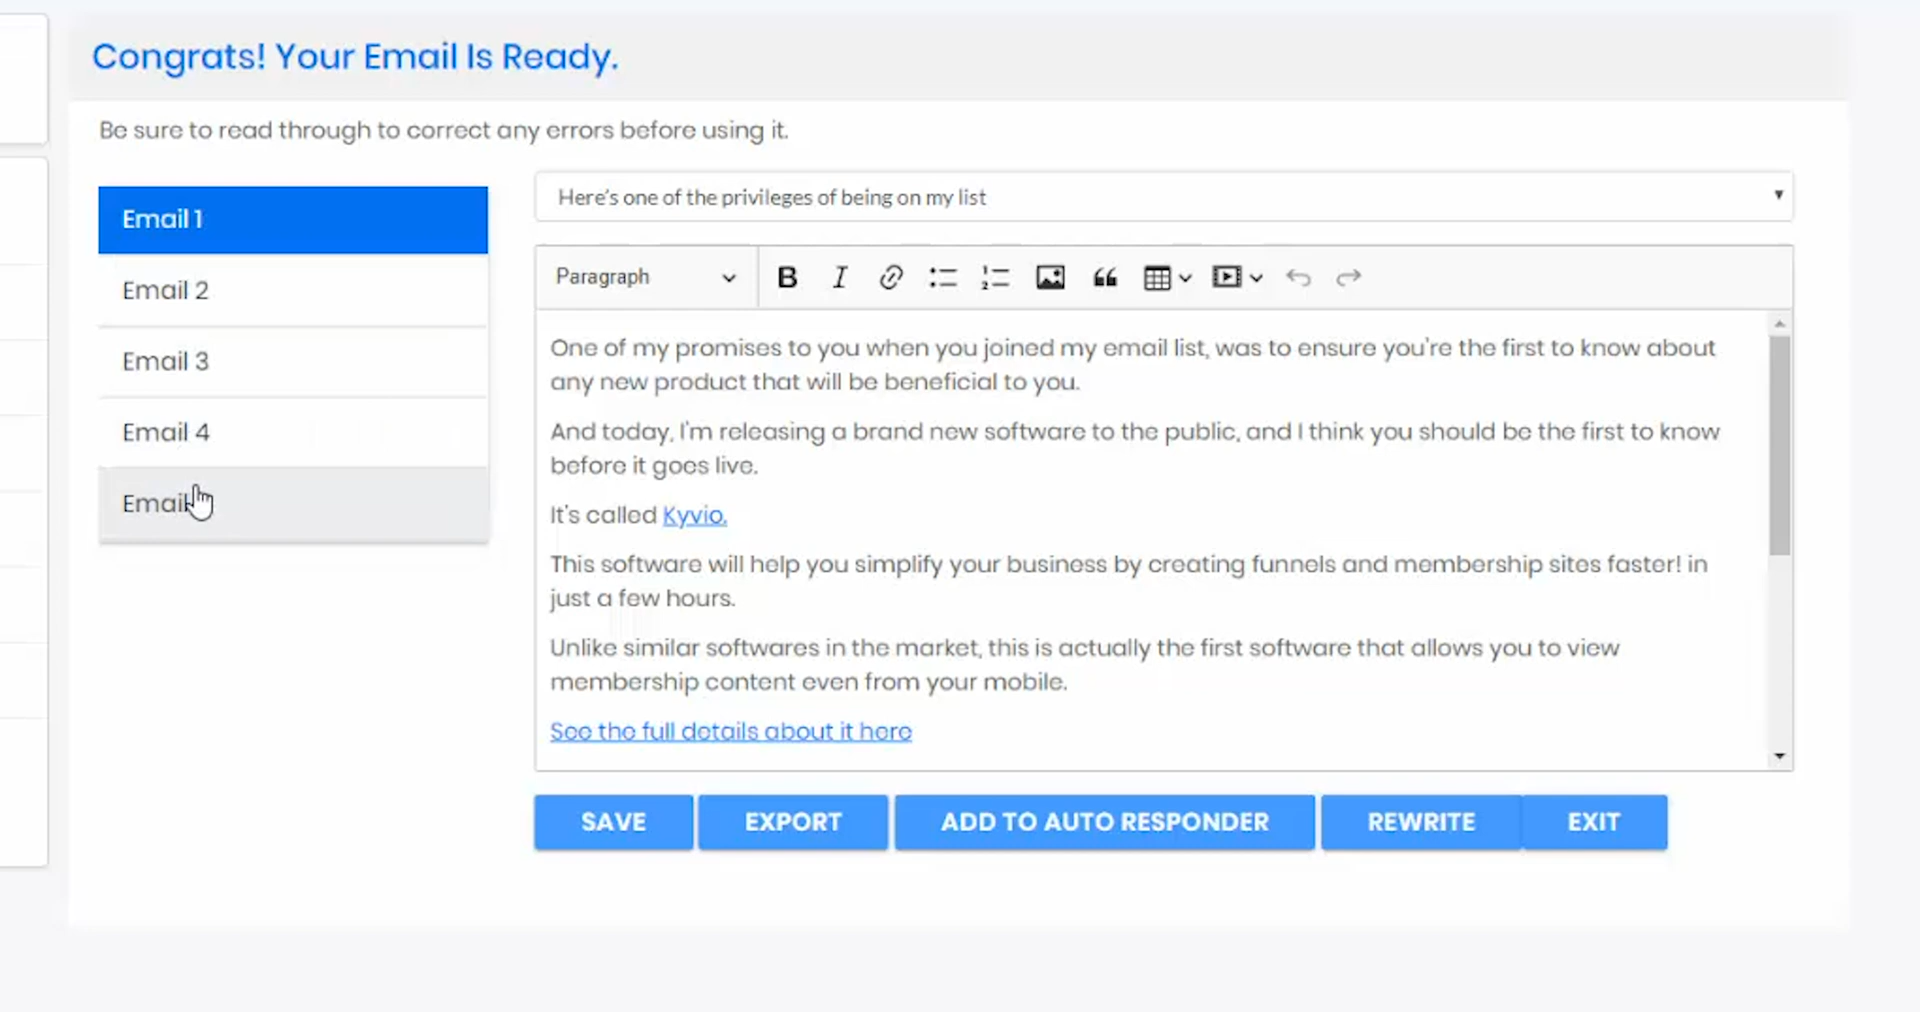 Congrats! Your Email Is Ready.
Be sure to read through to correct any errors before using it.
Email 1
Email 2
Email 3
Email 4
Email
Here's one of the privileges of being on my list
Paragraph
One of my promises to you when you joined my email list, was to ensure you're the first to know about
any new product that will be beneficial to you.
And today, I'm releasing a brand new software to the public, and I think you should be the first to know
before it goes live.
It's called Kyvio.
This software will help you simplify your business by creating funnels and membership sites faster! in
just a few hours.
Unlike similar softwares in the market, this is actually the first software that allows you to view
membership content even from your mobile.
See the full details about it here
SAVE
EXPORT
ADD TO AUTO RESPONDER
REWRITE
EXIT